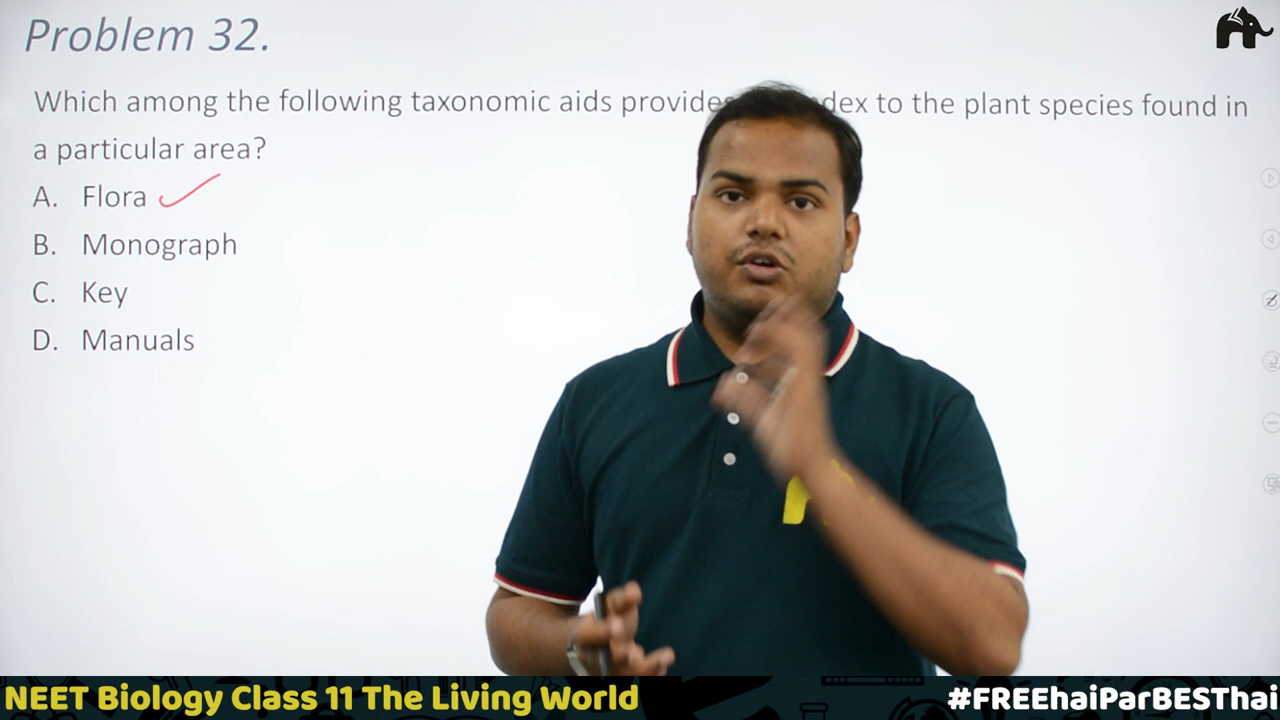 Problem 32.
Which among the following taxonomic aids provides dex to the plant species found in
a particular area?
A. Flora
B. Monograph
C. Key
D. Manuals
NEET Biology Class 11 The Living World
#FREEhaiParBESThai